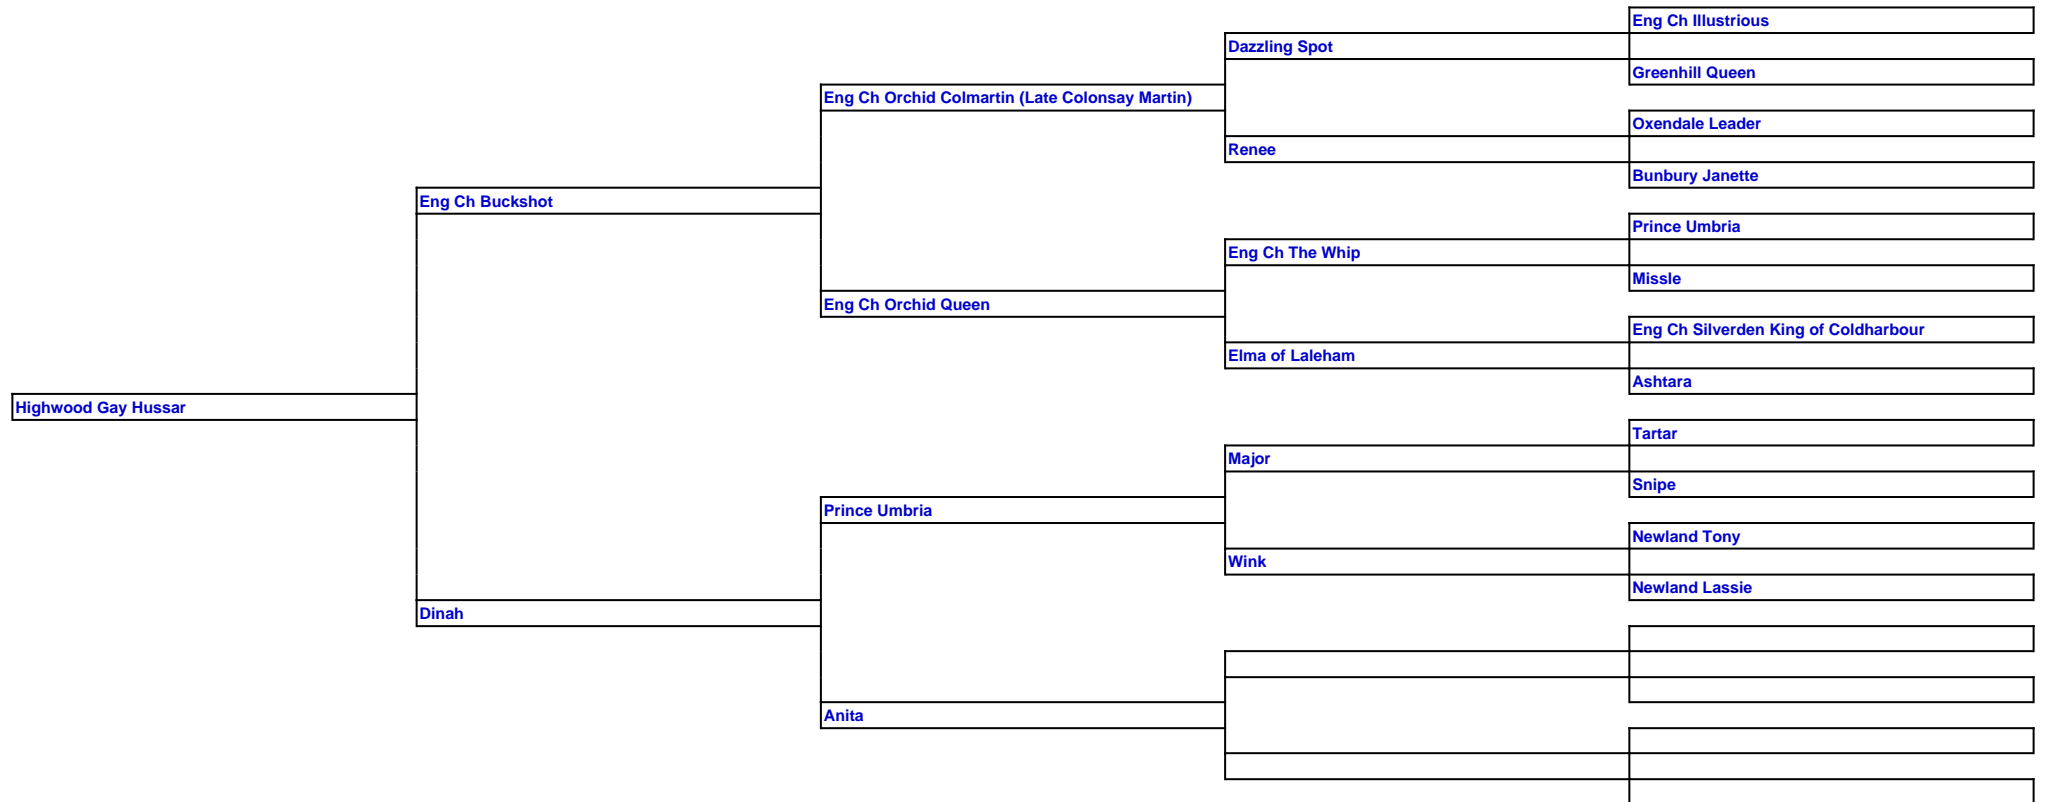 Eng Ch Illustrious
Dazzling Spot
Greenhill Queen
Eng Ch Orchid Colmartin (Late Colonsay Martin)
Oxendale Leader
Renee
Bunbury Janette
Eng Ch Buckshot
Prince Umbria
Eng Ch The Whip
Missle
Eng Ch Orchid Queen
Eng Ch Silverden King of Coldharbour
Elma of Laleham
Ashtara
Highwood Gay Hussar
Tartar
Major
Snipe
Prince Umbria
Newland Tony
Wink
Newland Lassie
Dinah
Anita